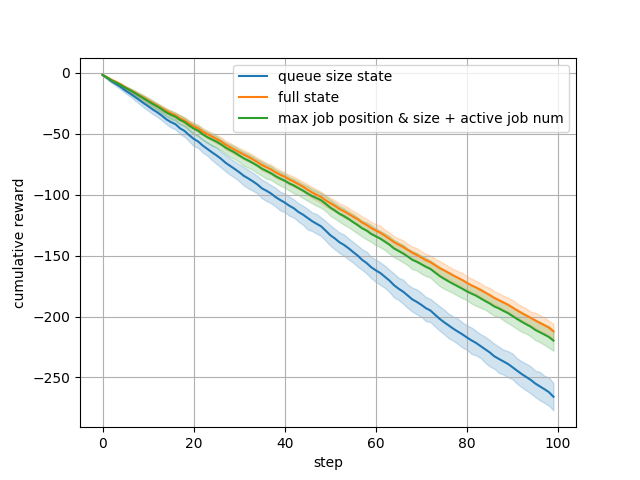 queue size state
full state
max job position & size + active job num
0
−50
−100
−150
−200
−250
cumulative reward
0 20 40 60 80 100
step